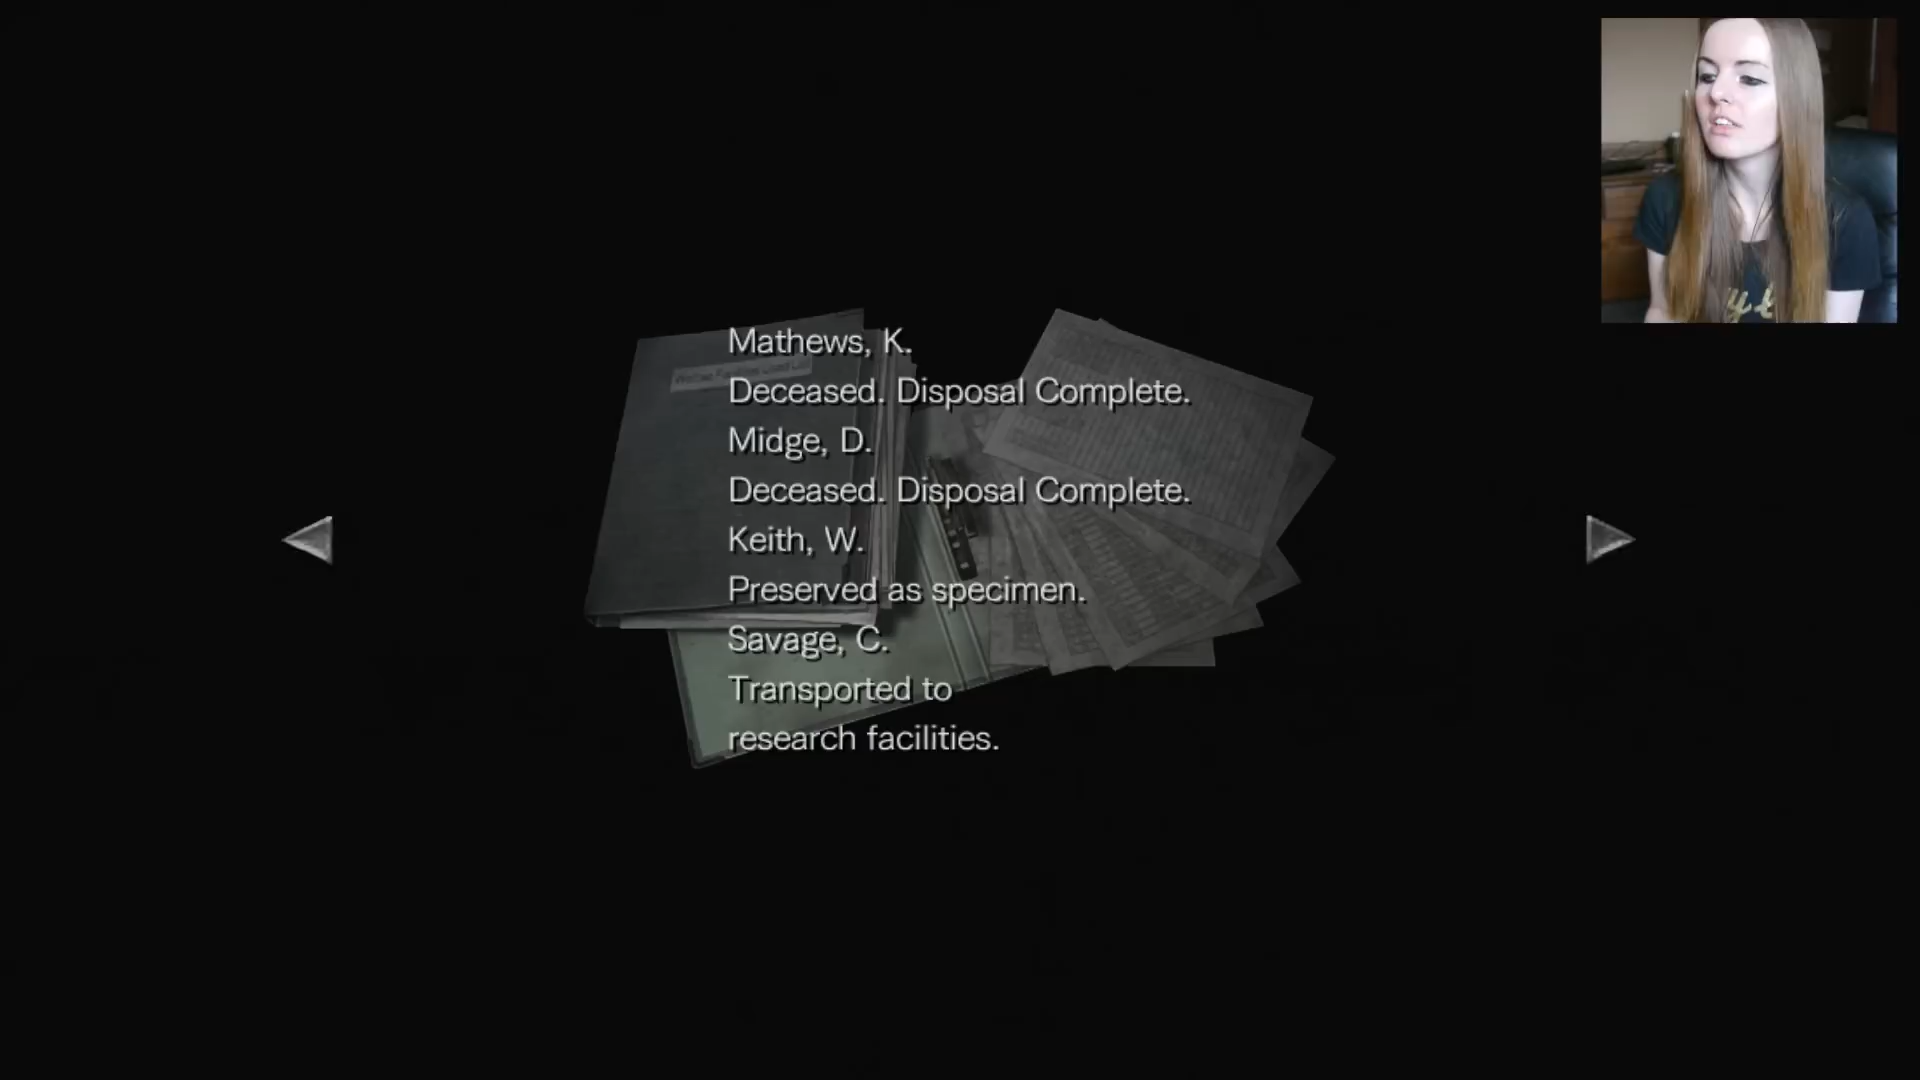 Mathews, K.
Deceased. Disposal Complete.
Midge, D.
Deceased. Disposal Complete.
Keith, W.
Preserved as specimen.
Savage, C.
Transported to
research facilities.